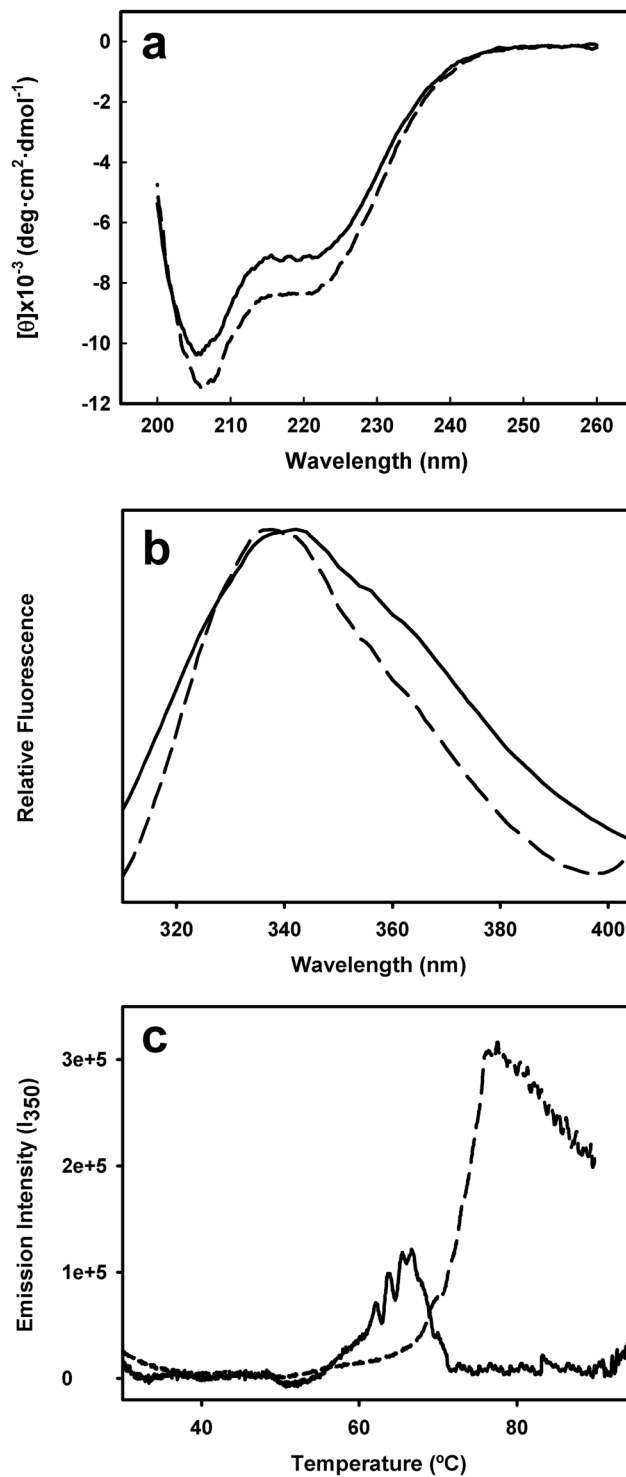 a
0
-2
-4
-6
-8
-10
-12
[θ]x10⁻³ (deg·cm²·dmol⁻¹)
200 210 220 230 240 250 260
Wavelength (nm)
b
Relative Fluorescence
320 340 360 380 400
Wavelength (nm)
c
3e+5
2e+5
1e+5
0
Emission Intensity (I₃₅₀)
40 60 80
Temperature (ºC)